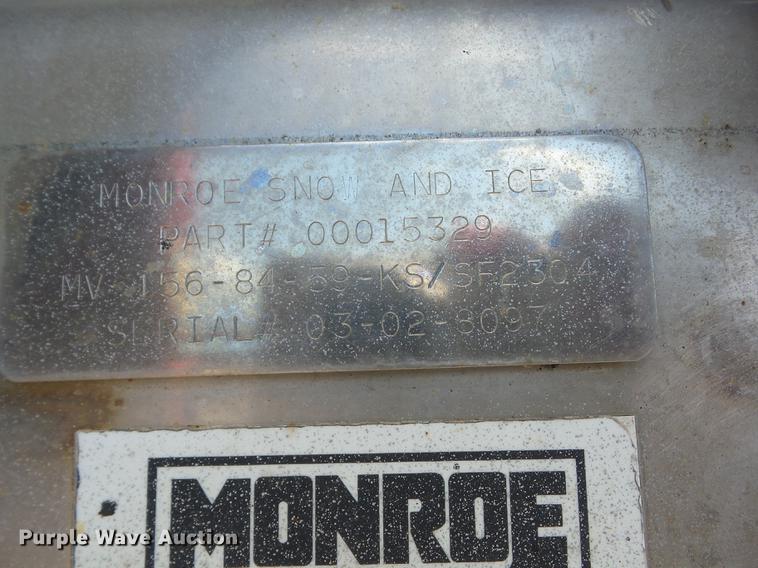 MONROE SNOW AND ICE
PART# 00015329
MV-156-84-59-KS/SF2304
SERIAL# 03-02-8097
MONROE
Purple Wave Auction